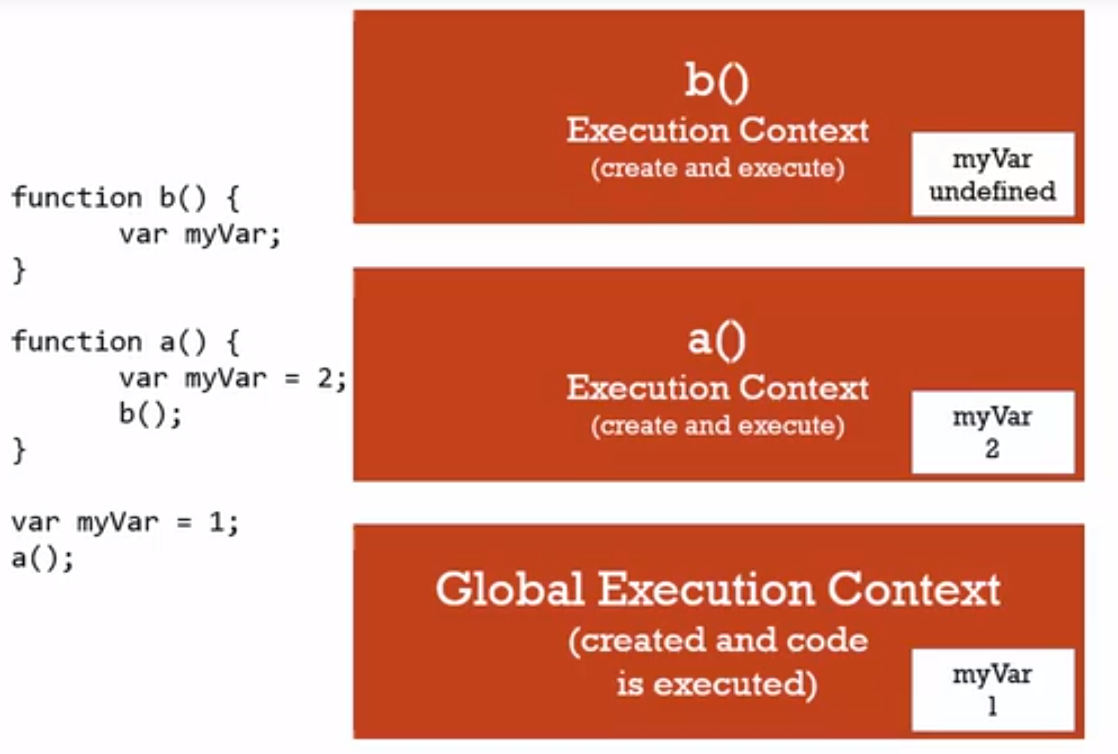 function b() {
var myVar;
}
function a() {
var myVar = 2;
b();
}
var myVar = 1;
a();
b()
Execution Context
(create and execute)
myVar
undefined
a()
Execution Context
(create and execute)
myVar
2
Global Execution Context
(created and code
is executed)
myVar
1